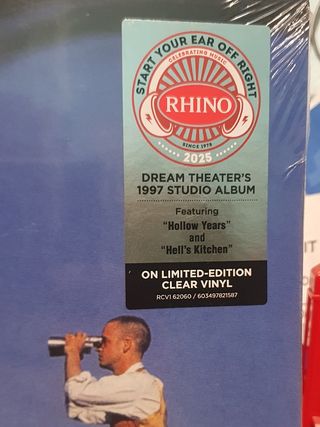 START YOUR EAR OFF RIGHT
CELEBRATING MUSIC
RHINO
SINCE 1978
2025
DREAM THEATER'S
1997 STUDIO ALBUM
Featuring
"Hollow Years"
and
"Hell's Kitchen"
ON LIMITED-EDITION
CLEAR VINYL
RCV1 62060 / 603497821587
IT